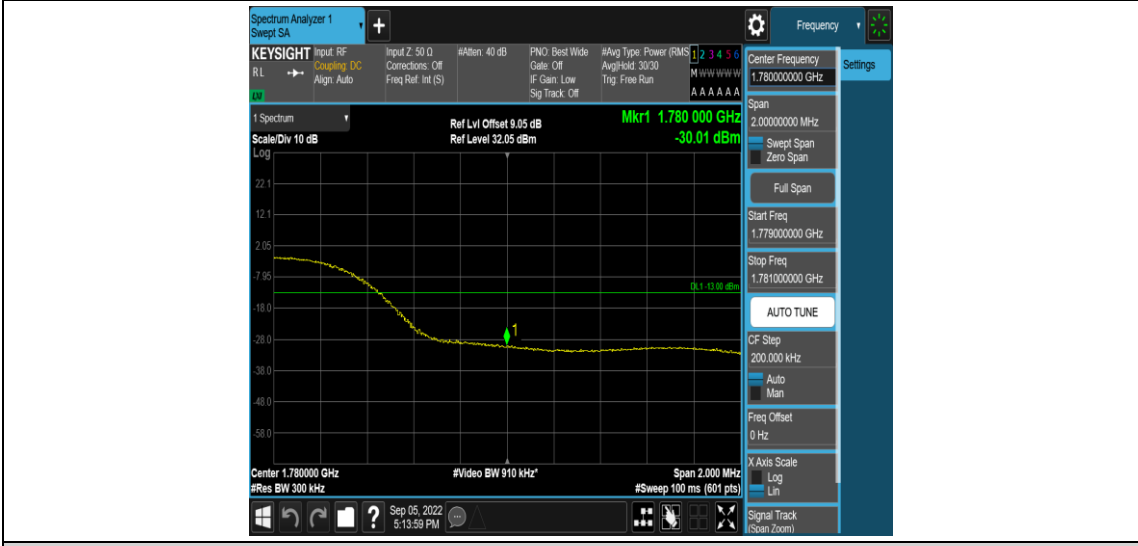 Spectrum Analyzer 1
Swept SA
+
Frequency
KEYSIGHT
RL
Input: RF
Coupling: DC
Align: Auto
Input Z: 50 Ω
Corrections: Off
Freq Ref: Int (S)
#Atten: 40 dB
PNO: Best Wide
Gate: Off
IF Gain: Low
Sig Track: Off
#Avg Type: Power (RMS
Avg|Hold: 30/30
Trig: Free Run
1 2 3 4 5 6
M W W W W W
A A A A A A
1 Spectrum
Scale/Div 10 dB
Log
Ref Lvl Offset 9.05 dB
Ref Level 32.05 dBm
Mkr1 1.780 000 GHz
-30.01 dBm
22.1
12.1
2.05
-7.95
-18.0
-28.0
-38.0
-48.0
-58.0
DL1 -13.00 dBm
1
Center 1.780000 GHz
#Res BW 300 kHz
#Video BW 910 kHz*
Span 2.000 MHz
#Sweep 100 ms (601 pts)
Sep 05, 2022
5:13:59 PM
?
Center Frequency
1.780000000 GHz
Settings
Span
2.00000000 MHz
Swept Span
Zero Span
Full Span
Start Freq
1.779000000 GHz
Stop Freq
1.781000000 GHz
AUTO TUNE
CF Step
200.000 kHz
Auto
Man
Freq Offset
0 Hz
X Axis Scale
Log
Lin
Signal Track
(Span Zoom)